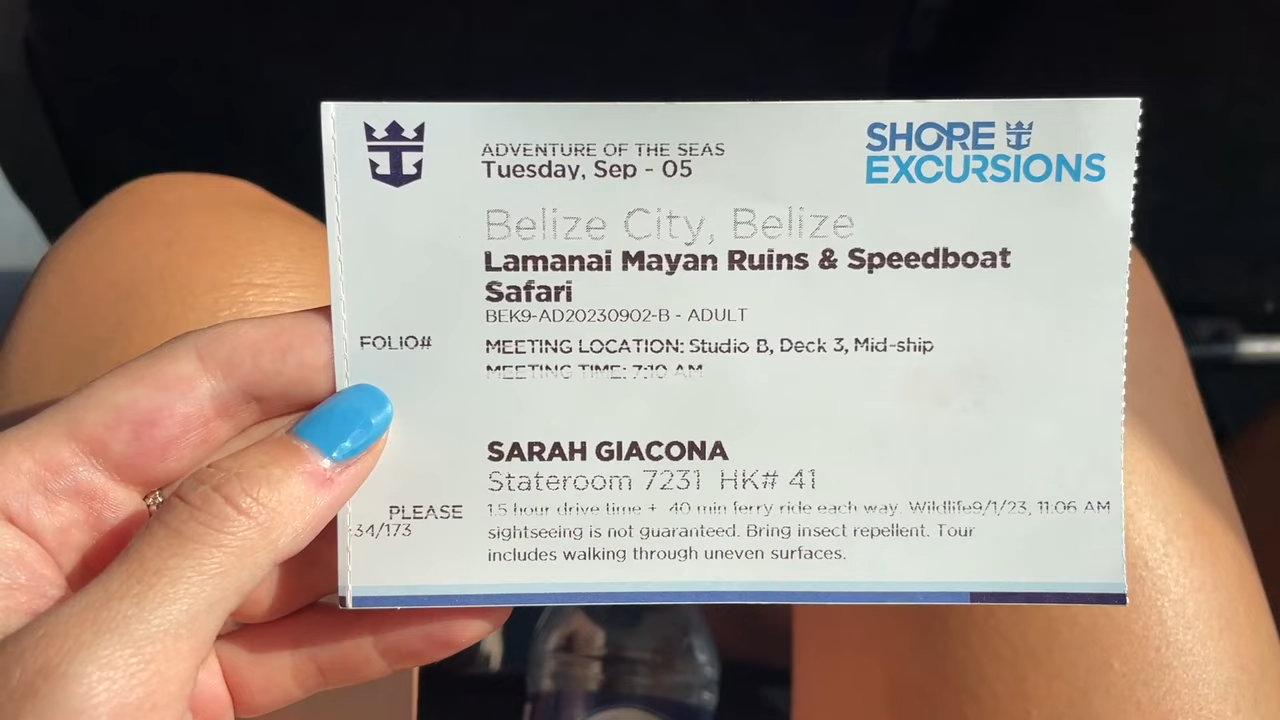 ADVENTURE OF THE SEAS
Tuesday, Sep - 05
SHORE
EXCURSIONS
Belize City, Belize
Lamanai Mayan Ruins & Speedboat
Safari
BEK9-AD20230902-B - ADULT
FOLIO#
MEETING LOCATION: Studio B, Deck 3, Mid-ship
MEETING TIME: 7:10 AM
SARAH GIACONA
Stateroom 7231 HK# 41
PLEASE
34/173
1.5 hour drive time + 40 min ferry ride each way. Wildlife9/1/23, 11:06 AM
sightseeing is not guaranteed. Bring insect repellent. Tour
includes walking through uneven surfaces.